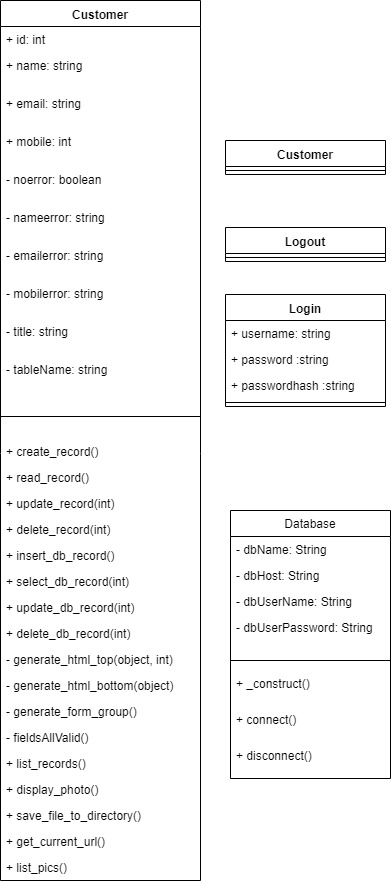 Customer
+ id: int
+ name: string
+ email: string
+ mobile: int
- noerror: boolean
- nameerror: string
- emailerror: string
- mobilerror: string
- title: string
- tableName: string
+ create_record()
+ read_record()
+ update_record(int)
+ delete_record(int)
+ insert_db_record()
+ select_db_record(int)
+ update_db_record(int)
+ delete_db_record(int)
- generate_html_top(object, int)
- generate_html_bottom(object)
- generate_form_group()
- fieldsAllValid()
+ list_records()
+ display_photo()
+ save_file_to_directory()
+ get_current_url()
+ list_pics()
Customer
Logout
Login
+ username: string
+ password :string
+ passwordhash :string
Database
- dbName: String
- dbHost: String
- dbUserName: String
- dbUserPassword: String
+ _construct()
+ connect()
+ disconnect()